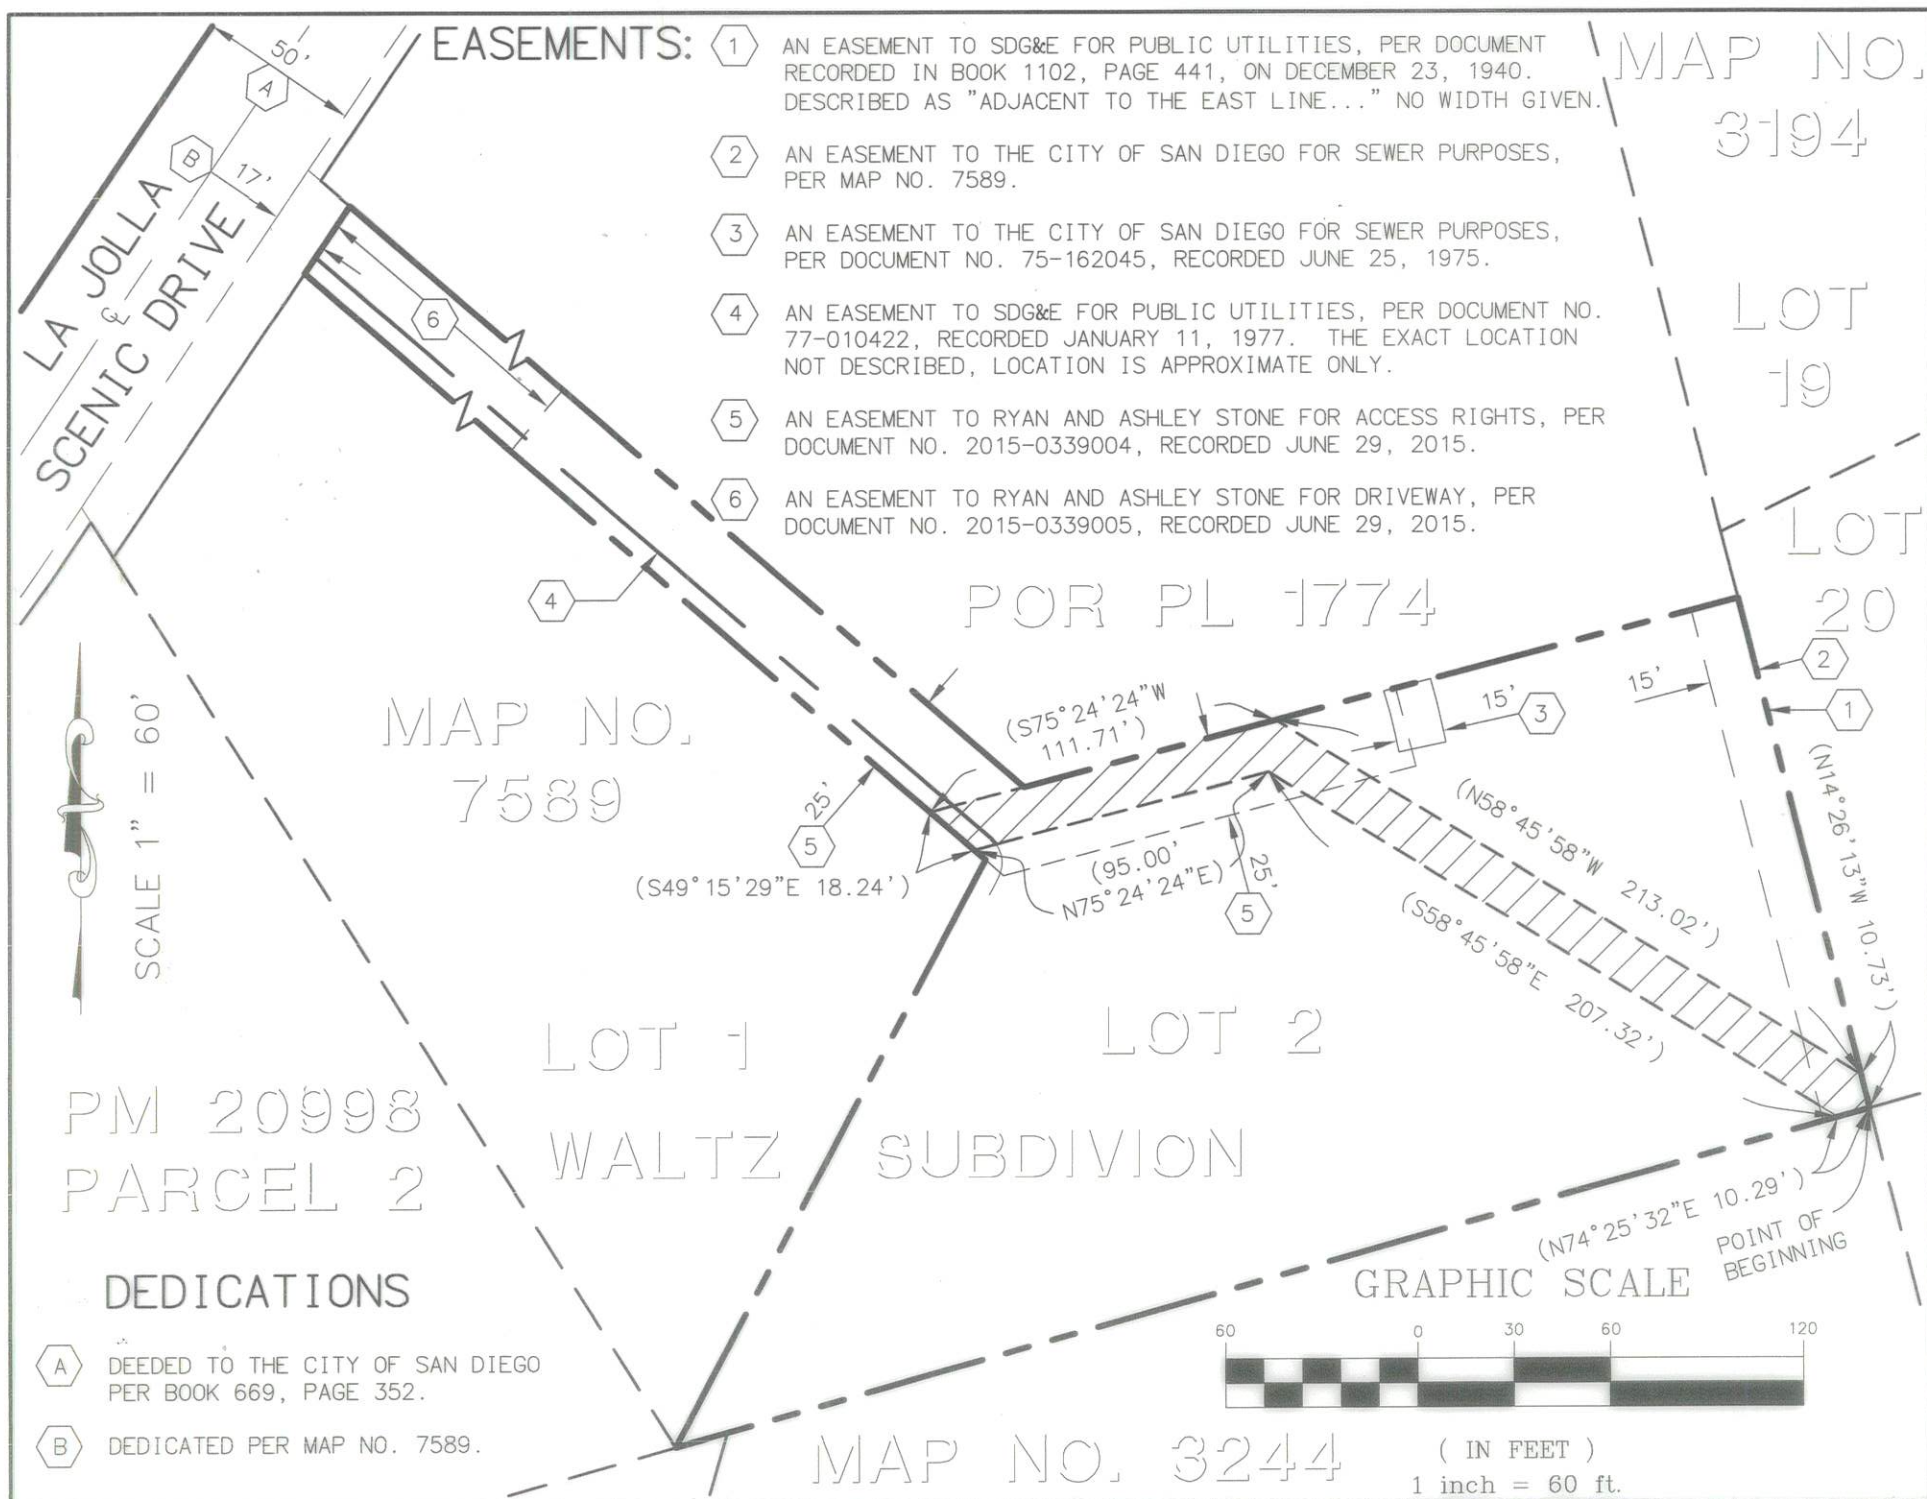 EASEMENTS:
1 AN EASEMENT TO SDG&E FOR PUBLIC UTILITIES, PER DOCUMENT
RECORDED IN BOOK 1102, PAGE 441, ON DECEMBER 23, 1940.
DESCRIBED AS "ADJACENT TO THE EAST LINE..." NO WIDTH GIVEN.
2 AN EASEMENT TO THE CITY OF SAN DIEGO FOR SEWER PURPOSES,
PER MAP NO. 7589.
3 AN EASEMENT TO THE CITY OF SAN DIEGO FOR SEWER PURPOSES,
PER DOCUMENT NO. 75-162045, RECORDED JUNE 25, 1975.
4 AN EASEMENT TO SDG&E FOR PUBLIC UTILITIES, PER DOCUMENT NO.
77-010422, RECORDED JANUARY 11, 1977. THE EXACT LOCATION
NOT DESCRIBED, LOCATION IS APPROXIMATE ONLY.
5 AN EASEMENT TO RYAN AND ASHLEY STONE FOR ACCESS RIGHTS, PER
DOCUMENT NO. 2015-0339004, RECORDED JUNE 29, 2015.
6 AN EASEMENT TO RYAN AND ASHLEY STONE FOR DRIVEWAY, PER
DOCUMENT NO. 2015-0339005, RECORDED JUNE 29, 2015.
50'
A
B
17'
LA JOLLA
℄
SCENIC DRIVE
6
4
MAP NO.
3194
LOT
19
LOT
20
POR PL 1774
2
1
15'
15'
3
(S75°24'24"W
111.71')
MAP NO.
7589
SCALE 1" = 60'
25'
5
(S49°15'29"E 18.24')
(95.00'
N75°24'24"E)
25'
5
(N58°45'58"W 213.02')
(S58°45'58"E 207.32')
(N14°26'13"W 10.73')
LOT 1
LOT 2
WALTZ SUBDIVION
PM 20998
PARCEL 2
(N74°25'32"E 10.29')
POINT OF
BEGINNING
DEDICATIONS
A DEEDED TO THE CITY OF SAN DIEGO
PER BOOK 669, PAGE 352.
B DEDICATED PER MAP NO. 7589.
MAP NO. 3244
GRAPHIC SCALE
60 0 30 60 120
( IN FEET )
1 inch = 60 ft.